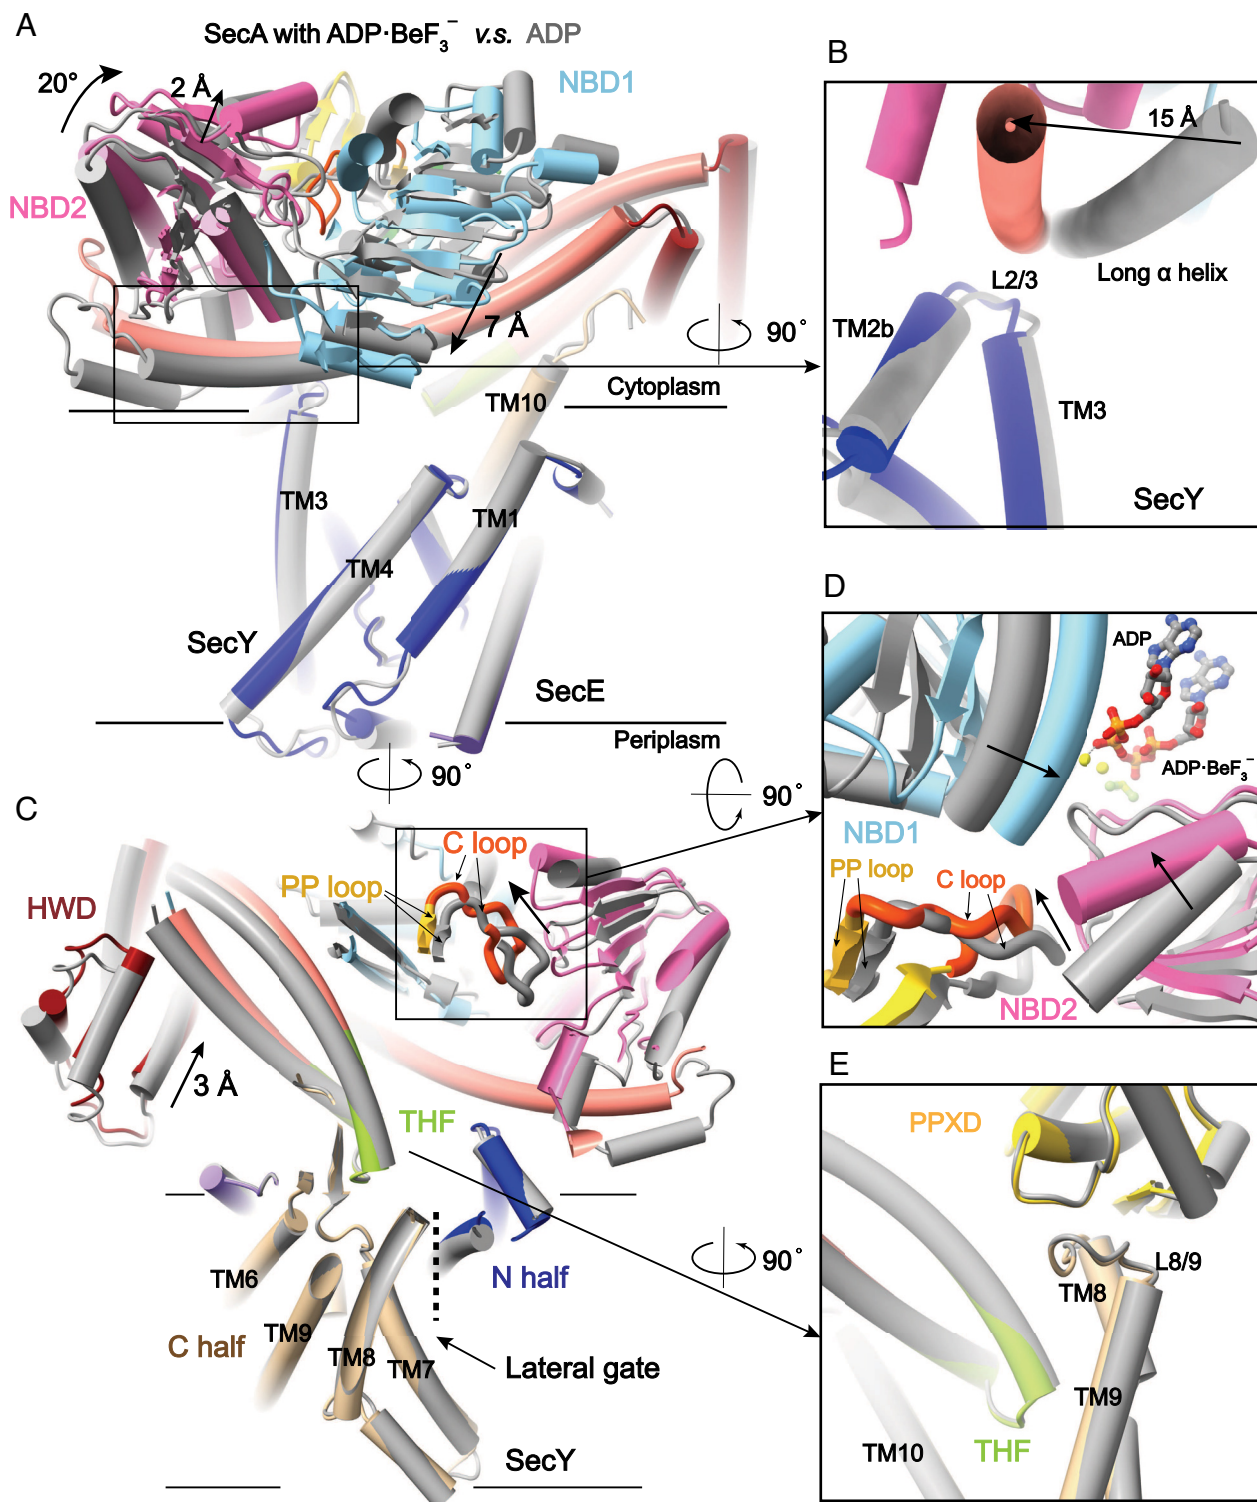 A
SecA with ADP·BeF₃⁻ v.s. ADP
20°
2 Å
NBD1
NBD2
7 Å
90°
Cytoplasm
TM10
TM3
TM1
TM4
SecY
SecE
Periplasm
90°
90°
B
15 Å
L2/3
Long α helix
TM2b
TM3
SecY
C
C loop
PP loop
HWD
3 Å
THF
N half
TM6
C half
TM9
TM8
TM7
Lateral gate
SecY
90°
D
ADP
ADP·BeF₃⁻
NBD1
PP loop
C loop
NBD2
E
PPXD
L8/9
TM8
TM9
THF
TM10